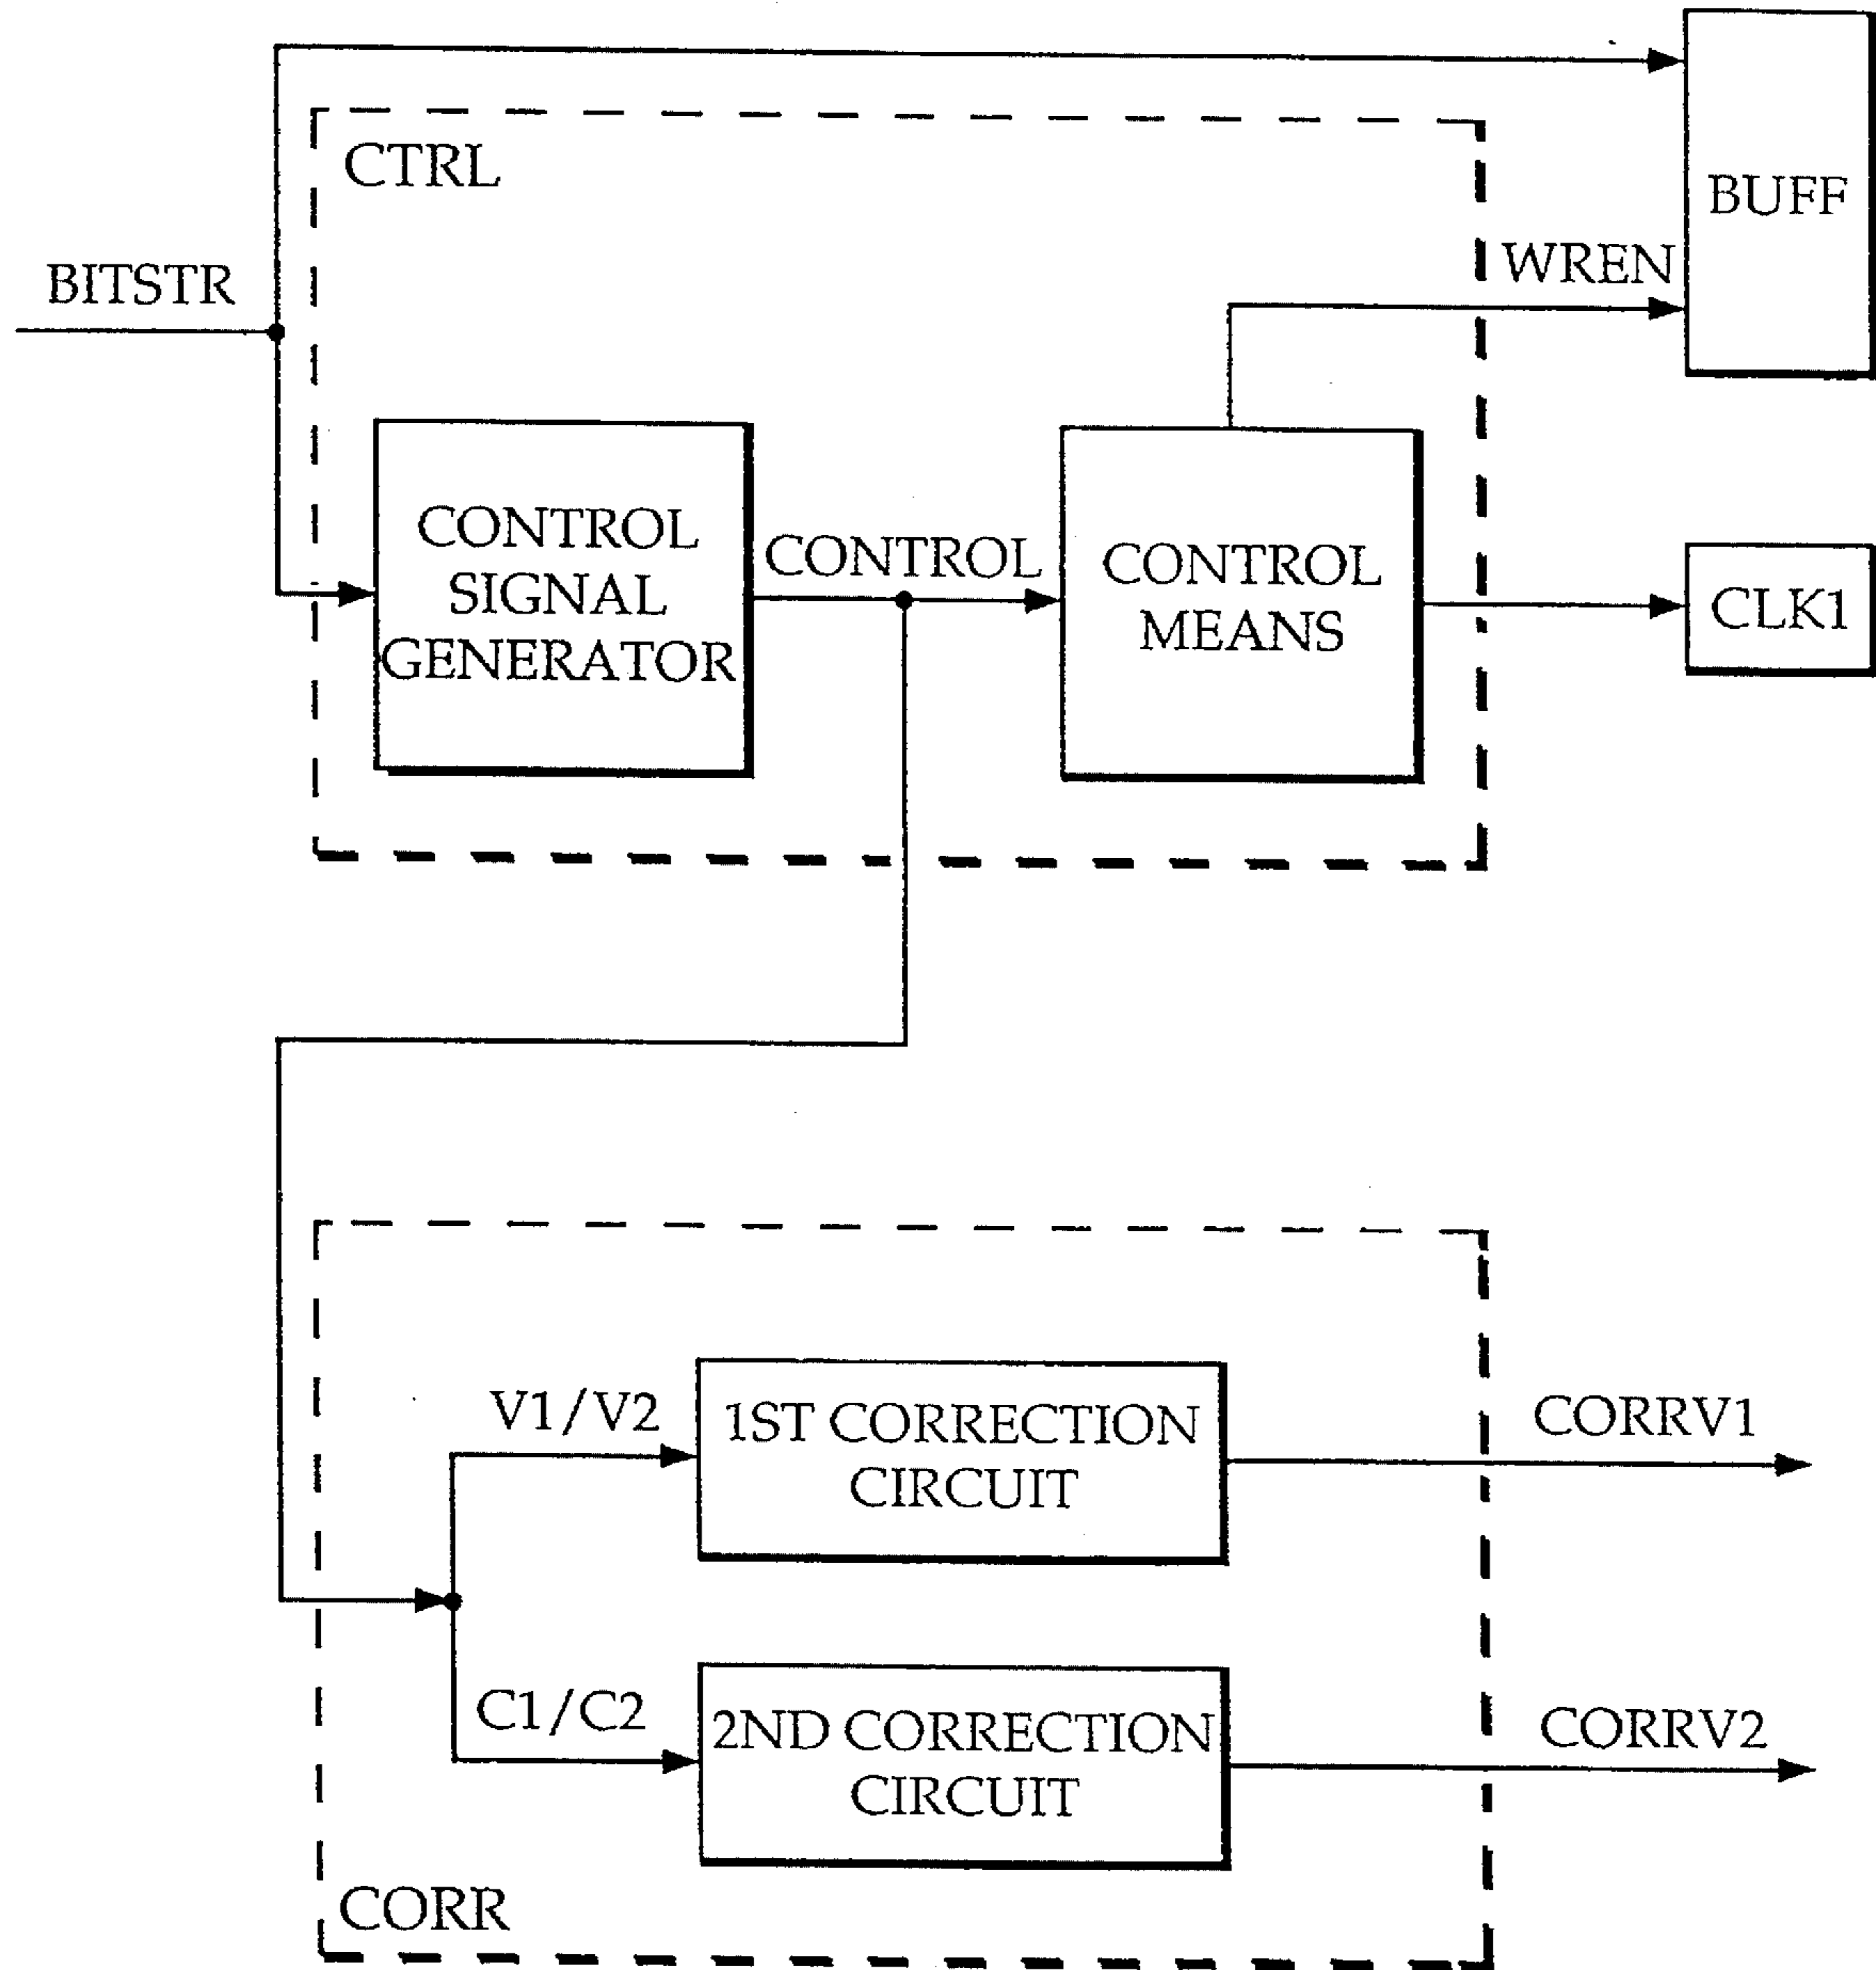 CTRL
BUFF
BITSTR
WREN
CONTROL
SIGNAL
GENERATOR
CONTROL
CONTROL
MEANS
CLK1
V1/V2
1ST CORRECTION
CIRCUIT
CORRV1
C1/C2
2ND CORRECTION
CIRCUIT
CORRV2
CORR